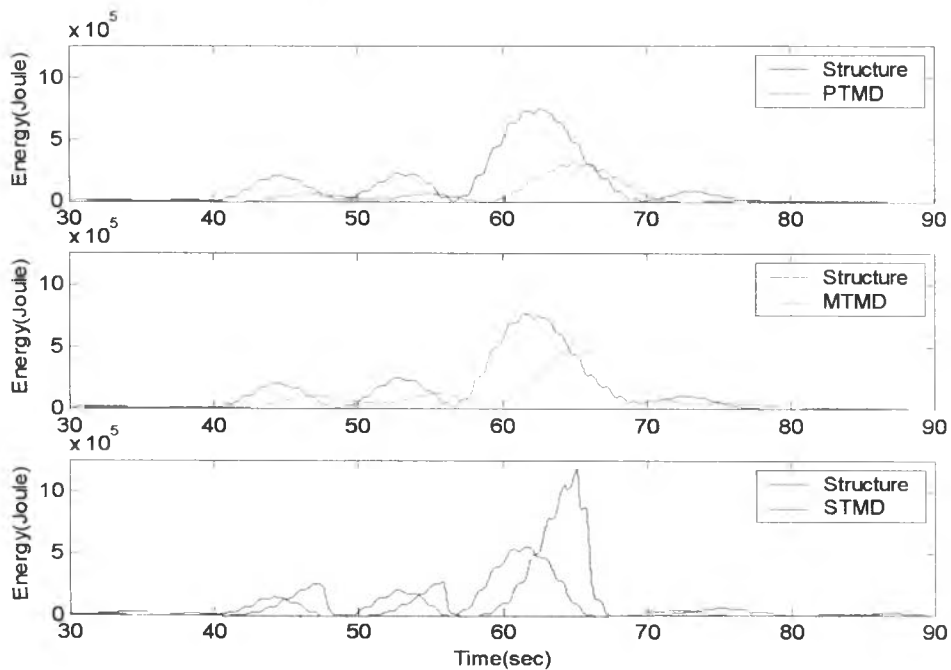 x 10 5
Energy(Joule)
10
5
0
30 40 50 60 70 80 90
Structure
PTMD
x 10 5
Energy(Joule)
10
5
0
30 40 50 60 70 80 90
Structure
MTMD
x 10 5
Energy(Joule)
10
5
0
30 40 50 60 70 80 90
Structure
STMD
Time(sec)